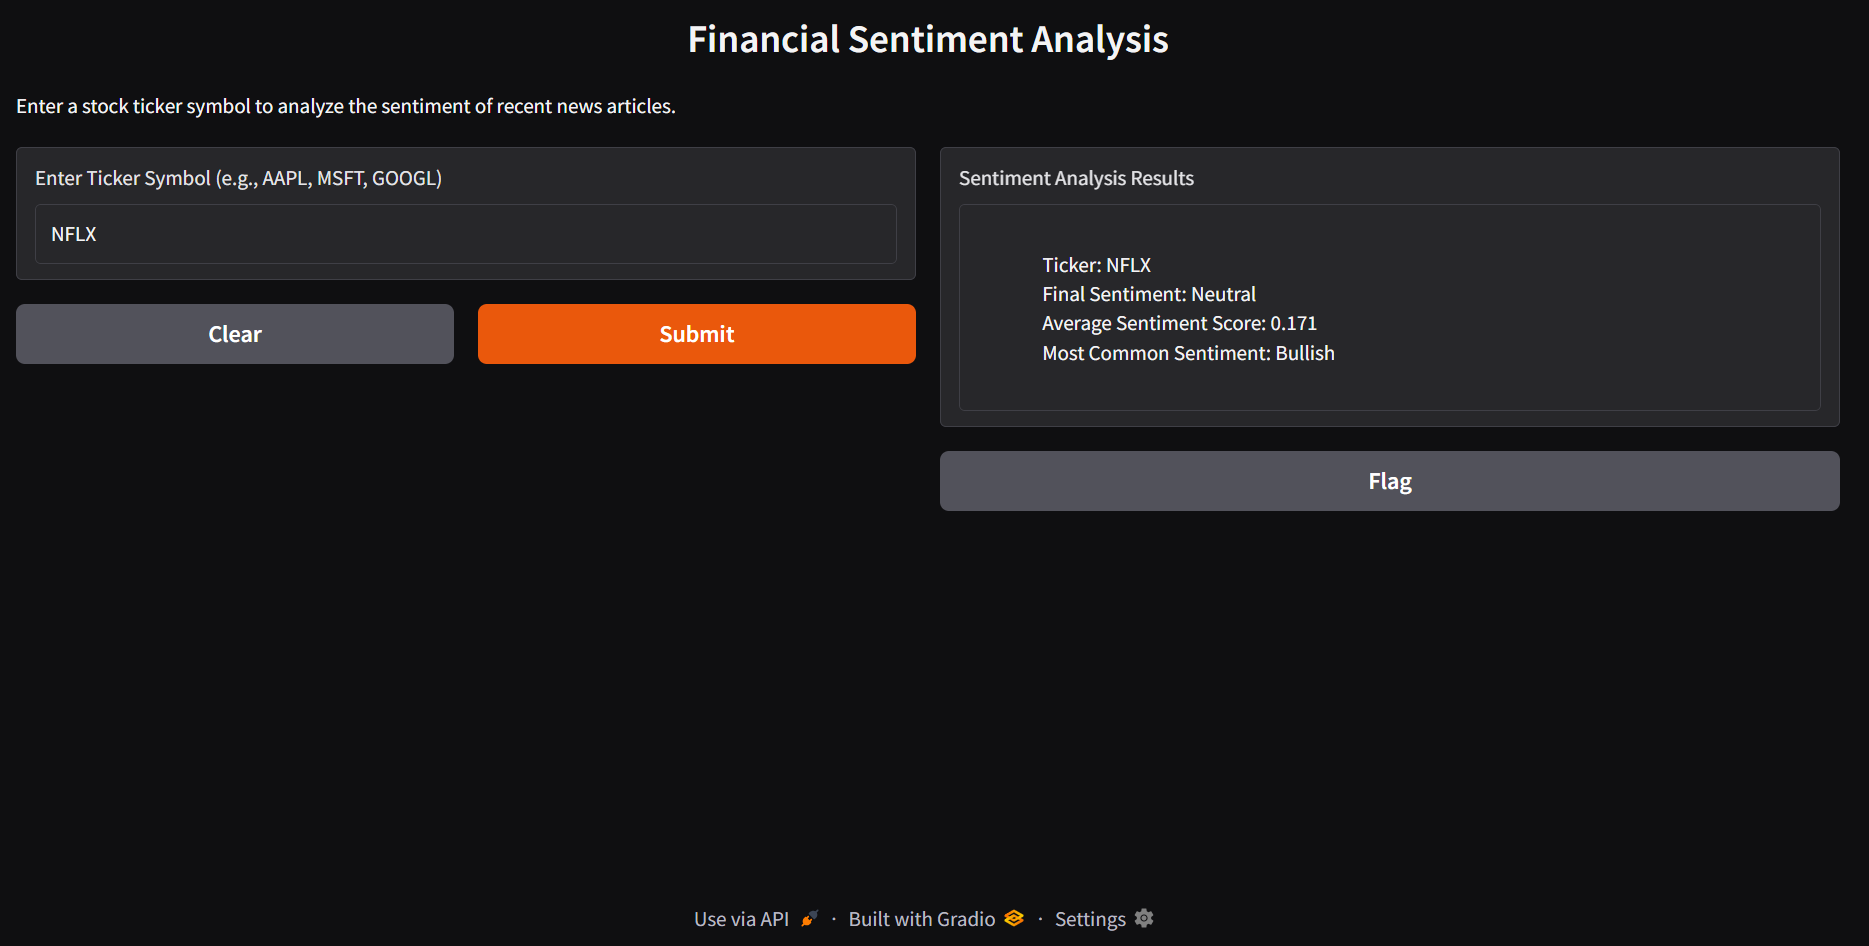 Financial Sentiment Analysis
Enter a stock ticker symbol to analyze the sentiment of recent news articles.
Enter Ticker Symbol (e.g., AAPL, MSFT, GOOGL)
NFLX
Clear
Submit
Sentiment Analysis Results
Ticker: NFLX
Final Sentiment: Neutral
Average Sentiment Score: 0.171
Most Common Sentiment: Bullish
Flag
Use via API · Built with Gradio · Settings